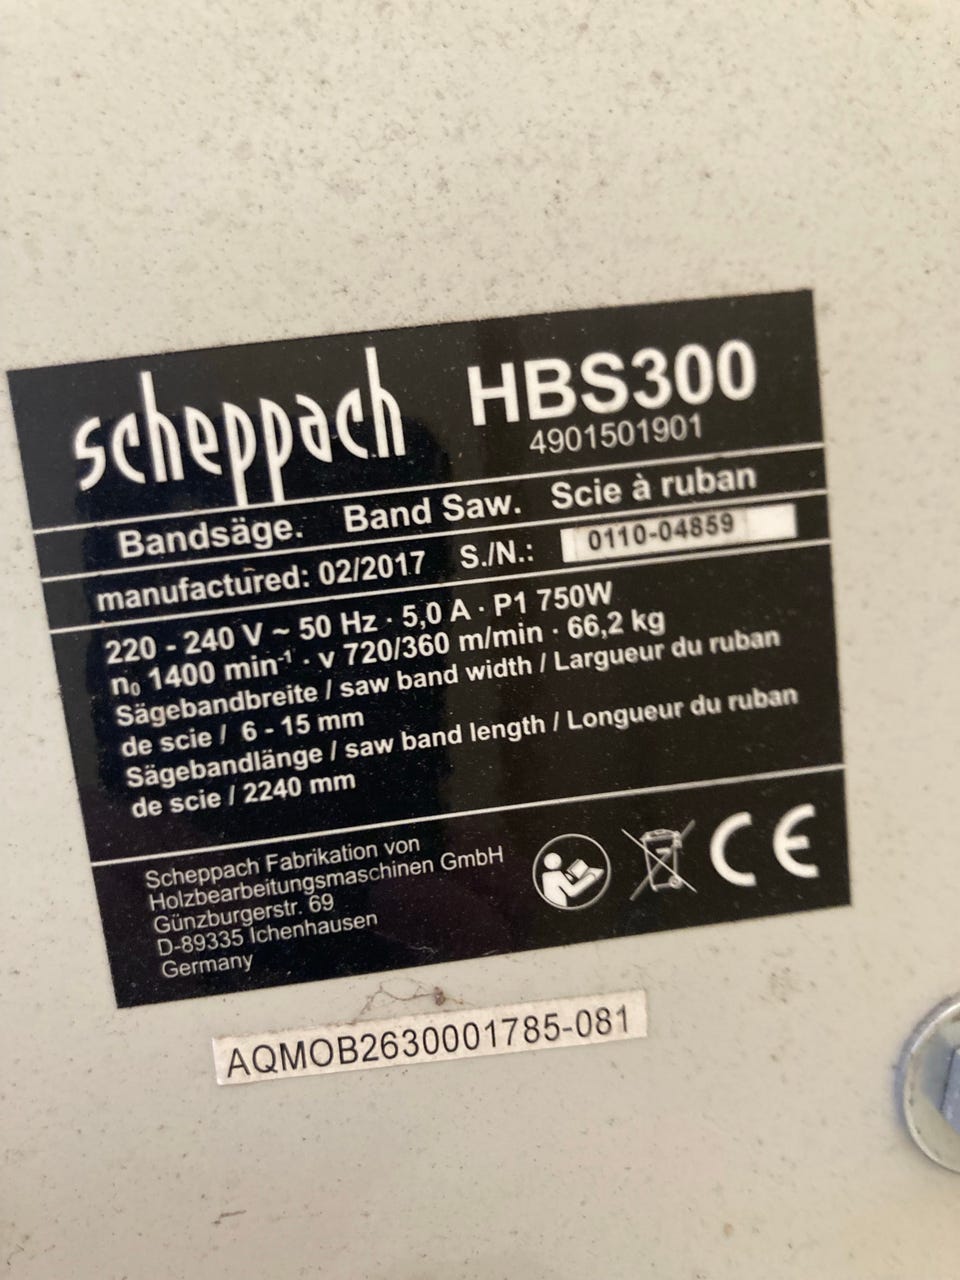 scheppach HBS300
4901501901
Bandsäge. Band Saw. Scie à ruban
manufactured: 02/2017 S./N.: 0110-04859
220 - 240 V ~ 50 Hz · 5,0 A · P1 750W
n₀ 1400 min⁻¹ · v 720/360 m/min · 66,2 kg
Sägebandbreite / saw band width / Largueur du ruban
de scie / 6 - 15 mm
Sägebandlänge / saw band length / Longueur du ruban
de scie / 2240 mm
Scheppach Fabrikation von
Holzbearbeitungsmaschinen GmbH
Günzburgerstr. 69
D-89335 Ichenhausen
Germany
CE
AQMOB2630001785-081